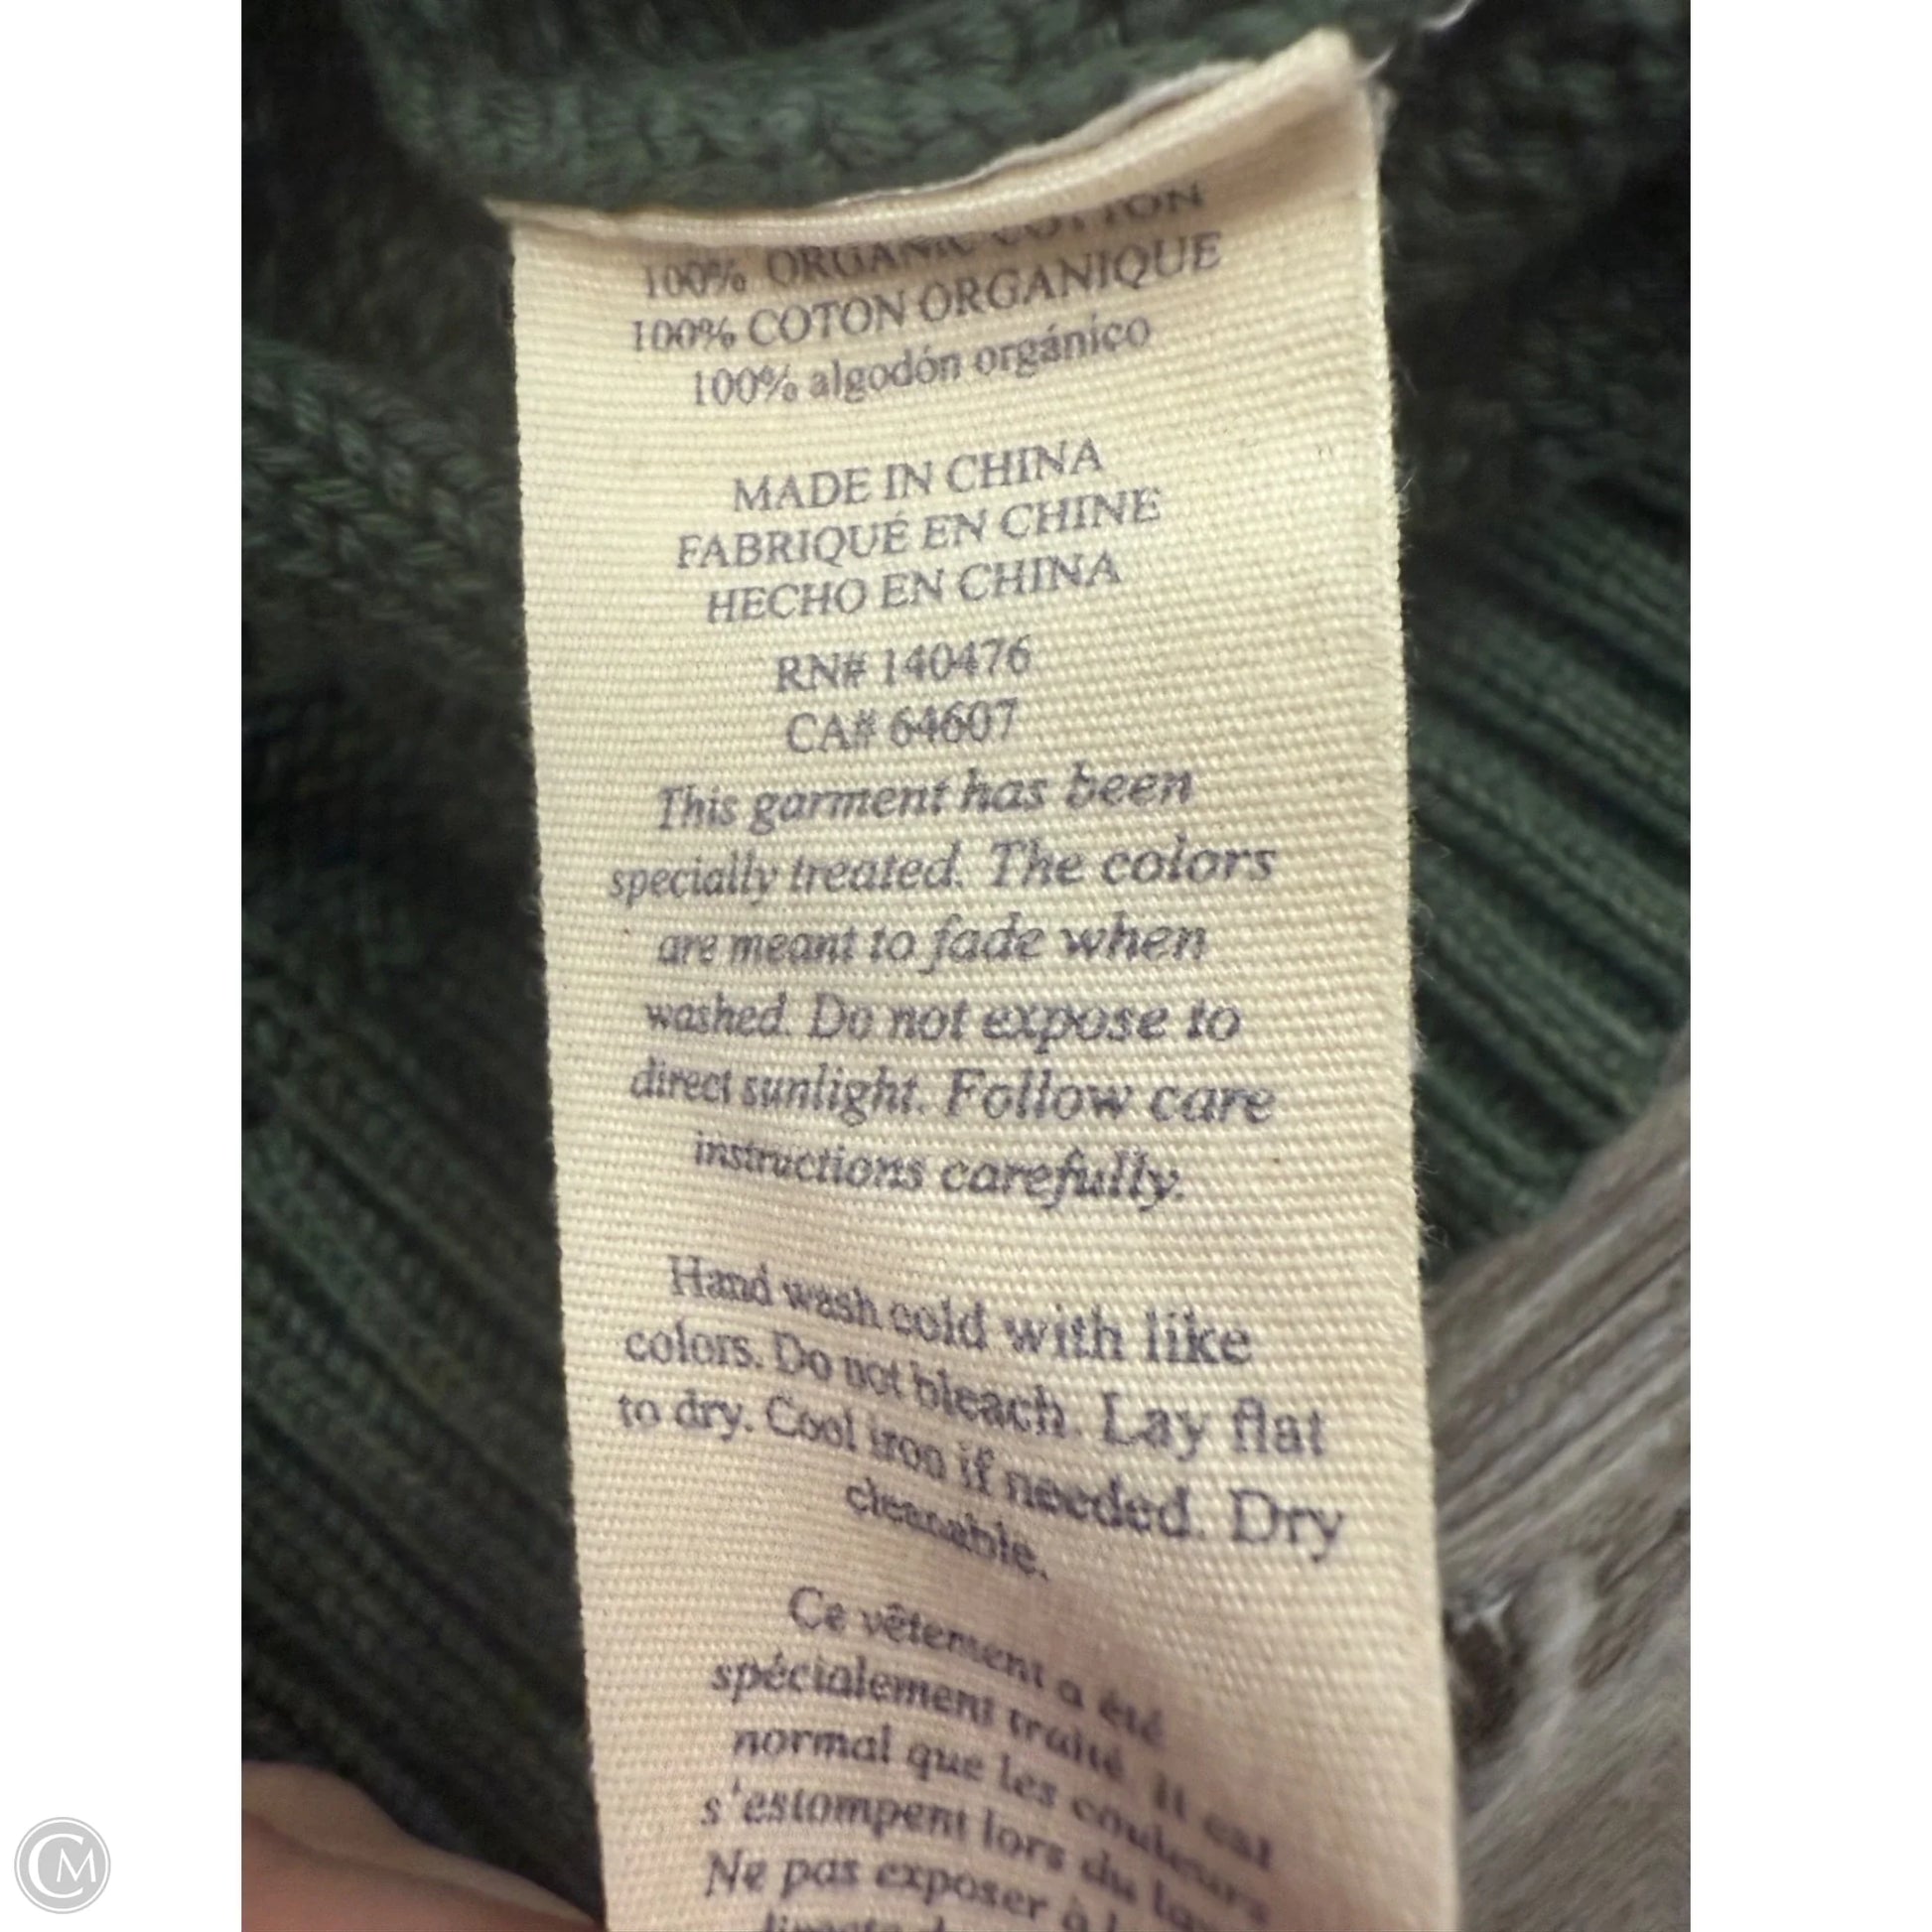 100% ORGANIC COTTON
100% COTON ORGANIQUE
100% algodón orgánico
MADE IN CHINA
FABRIQUÉ EN CHINE
HECHO EN CHINA
RN# 140476
CA# 64607
This garment has been
specially treated. The colors
are meant to fade when
washed. Do not expose to
direct sunlight. Follow care
instructions carefully.
Hand wash cold with like
colors. Do not bleach. Lay flat
to dry. Cool iron if needed. Dry
cleanable.
Ce vêtement a été
spécialement traité. Il est
normal que les couleurs
s'estompent lors du
Ne pas exposer à
CM